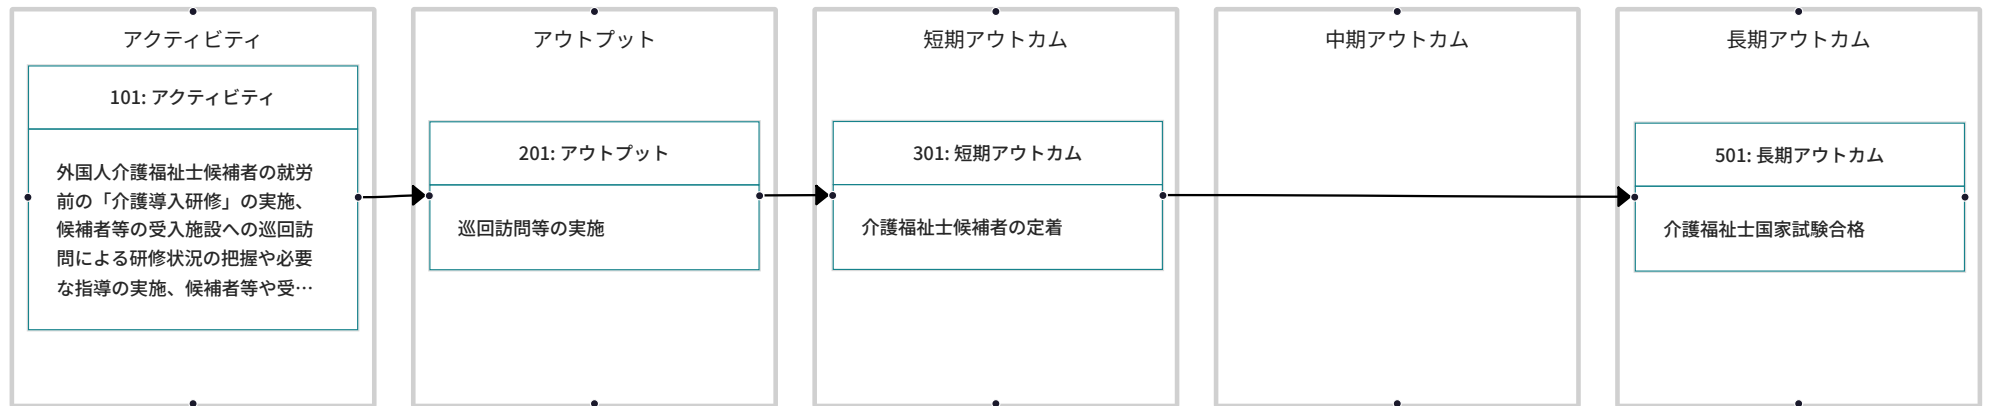 アクティビティ
アウトプット
短期アウトカム
中期アウトカム
長期アウトカム
101: アクティビティ
外国人介護福祉士候補者の就労
前の「介護導入研修」の実施、
候補者等の受入施設への巡回訪
問による研修状況の把握や必要
な指導の実施、候補者等や受…
201: アウトプット
巡回訪問等の実施
301: 短期アウトカム
介護福祉士候補者の定着
501: 長期アウトカム
介護福祉士国家試験合格